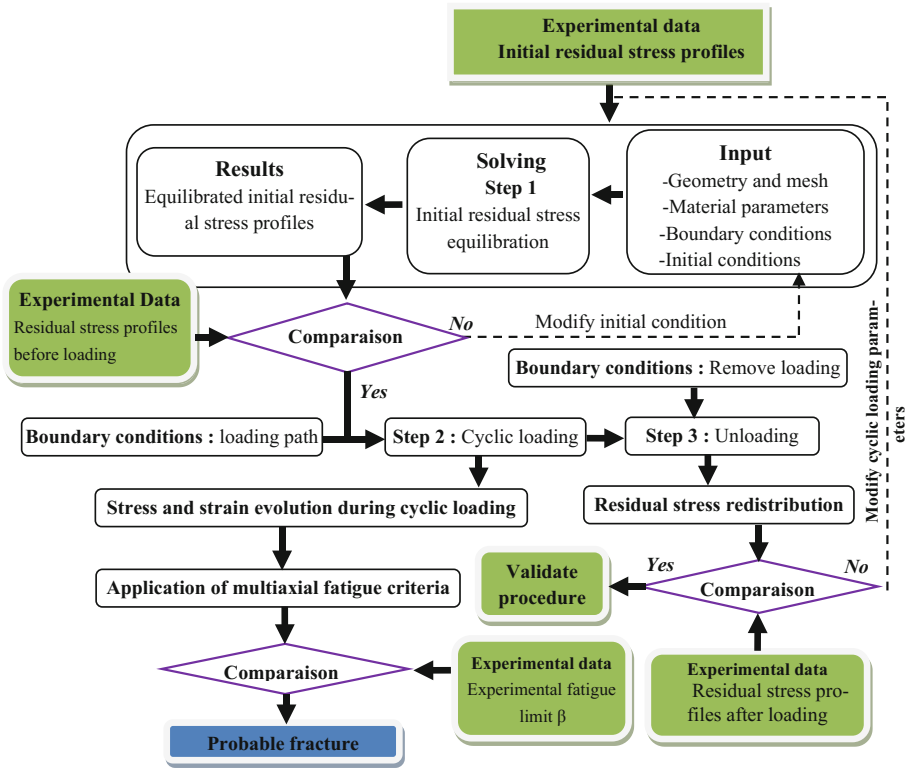 Experimental data
Initial residual stress profiles
Results
Equilibrated initial residu-
al stress profiles
Solving
Step 1
Initial residual stress
equilibration
Input
-Geometry and mesh
-Material parameters
-Boundary conditions
-Initial conditions
Experimental Data
Residual stress profiles
before loading
Comparaison
No
Modify initial condition
Yes
Boundary conditions : Remove loading
Boundary conditions : loading path
Step 2 : Cyclic loading
Step 3 : Unloading
Modify cyclic loading param-
eters
Stress and strain evolution during cyclic loading
Residual stress redistribution
Application of multiaxial fatigue criteria
Validate
procedure
Yes
No
Comparaison
Comparaison
Experimental data
Experimental fatigue
limit β
Experimental data
Residual stress pro-
files after loading
Probable fracture